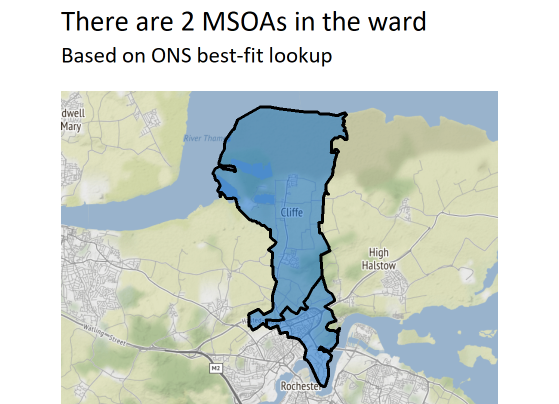 There are 2 MSOAs in the ward
Based on ONS best-fit lookup
dwell
Mary
River Tham
Cliffe
High
Halstow
Watling-Street
M2
Rochester